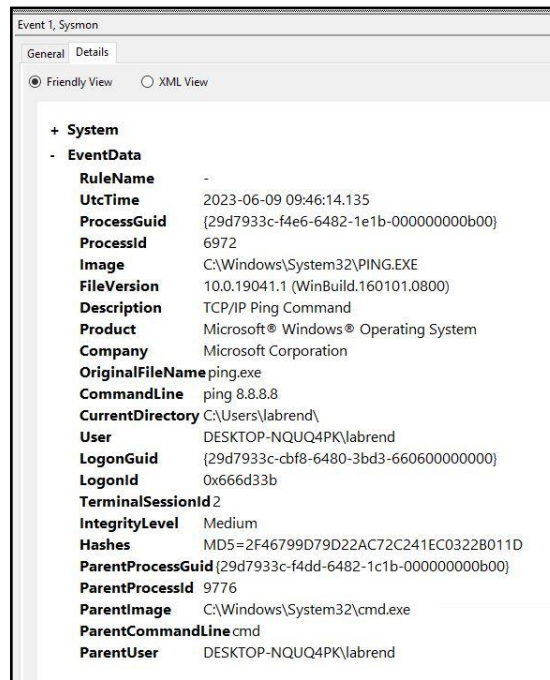 Event 1, Sysmon
General Details
Friendly View XML View
+ System
- EventData
RuleName -
UtcTime 2023-06-09 09:46:14.135
ProcessGuid {29d7933c-f4e6-6482-1e1b-000000000b00}
ProcessId 6972
Image C:\Windows\System32\PING.EXE
FileVersion 10.0.19041.1 (WinBuild.160101.0800)
Description TCP/IP Ping Command
Product Microsoft® Windows® Operating System
Company Microsoft Corporation
OriginalFileName ping.exe
CommandLine ping 8.8.8.8
CurrentDirectory C:\Users\labrend\
User DESKTOP-NQUQ4PK\labrend
LogonGuid {29d7933c-cbf8-6480-3bd3-660600000000}
LogonId 0x666d33b
TerminalSessionId 2
IntegrityLevel Medium
Hashes MD5=2F46799D79D22AC72C241EC0322B011D
ParentProcessGuid {29d7933c-f4dd-6482-1c1b-000000000b00}
ParentProcessId 9776
ParentImage C:\Windows\System32\cmd.exe
ParentCommandLine cmd
ParentUser DESKTOP-NQUQ4PK\labrend